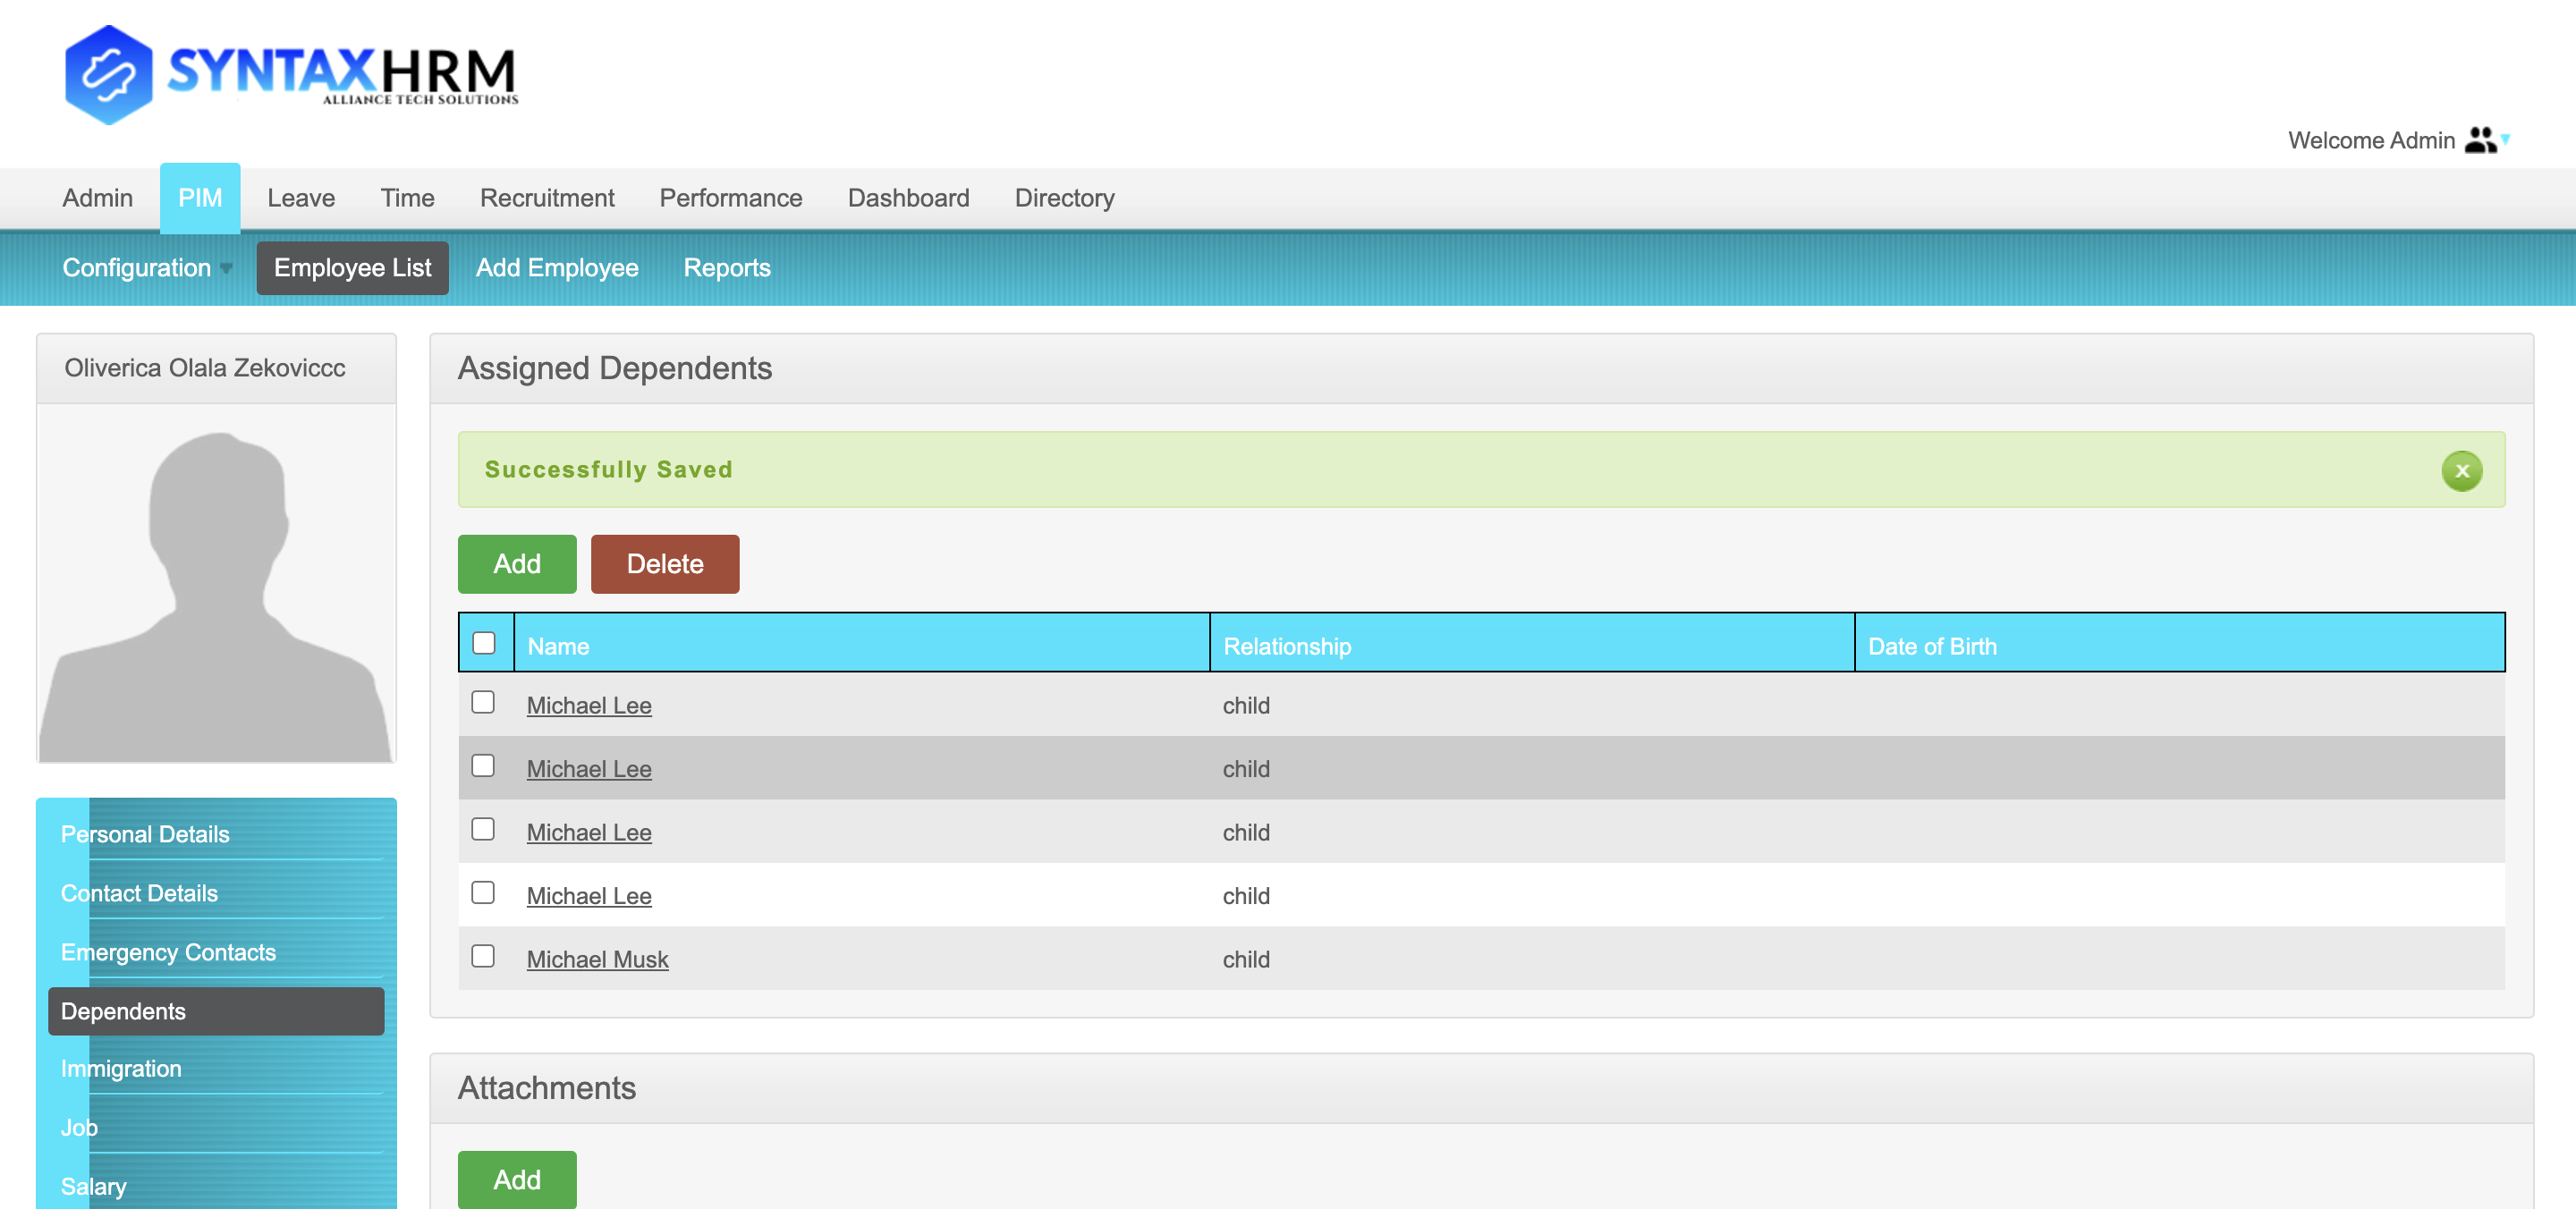 SYNTAXHRM
ALLIANCE TECH SOLUTIONS
Welcome Admin
Admin PIM Leave Time Recruitment Performance Dashboard Directory
Configuration Employee List Add Employee Reports
Oliverica Olala Zekoviccc
Personal Details
Contact Details
Emergency Contacts
Dependents
Immigration
Job
Salary
Assigned Dependents
Successfully Saved
x
Add Delete
Name Relationship Date of Birth
Michael Lee child
Michael Lee child
Michael Lee child
Michael Lee child
Michael Musk child
Attachments
Add